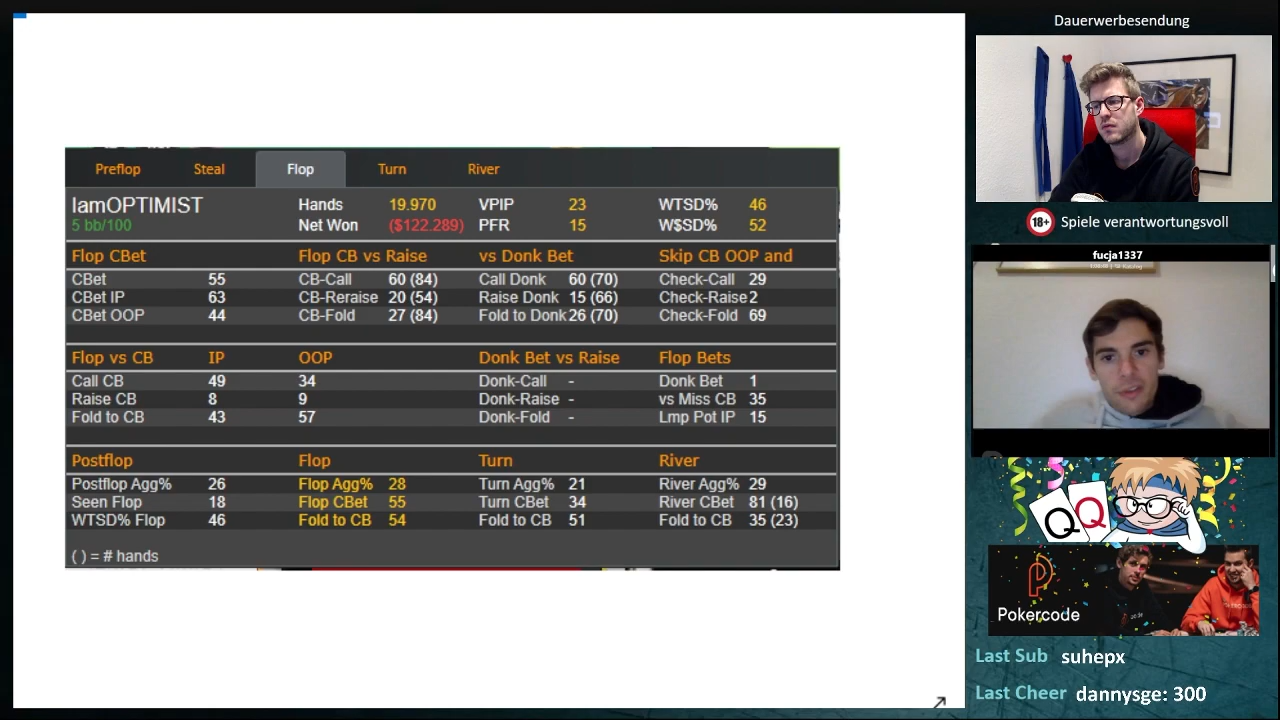 Dauerwerbesendung
Preflop Steal Flop Turn River
IamOPTIMIST Hands 19.970 VPIP 23 WTSD% 46
5 bb/100 Net Won ($122.289) PFR 15 W$SD% 52
Flop CBet Flop CB vs Raise vs Donk Bet Skip CB OOP and
CBet 55 CB-Call 60 (84) Call Donk 60 (70) Check-Call 29
CBet IP 63 CB-Reraise 20 (54) Raise Donk 15 (66) Check-Raise 2
CBet OOP 44 CB-Fold 27 (84) Fold to Donk 26 (70) Check-Fold 69
Flop vs CB IP OOP Donk Bet vs Raise Flop Bets
Call CB 49 34 Donk-Call - Donk Bet 1
Raise CB 8 9 Donk-Raise - vs Miss CB 35
Fold to CB 43 57 Donk-Fold - Lmp Pot IP 15
Postflop Flop Turn River
Postflop Agg% 26 Flop Agg% 28 Turn Agg% 21 River Agg% 29
Seen Flop 18 Flop CBet 55 Turn CBet 34 River CBet 81 (16)
WTSD% Flop 46 Fold to CB 54 Fold to CB 51 Fold to CB 35 (23)
( ) = # hands
18+ Spiele verantwortungsvoll
fucja1337
Q Q
Pokercode
Last Sub suhepx
Last Cheer dannysge: 300